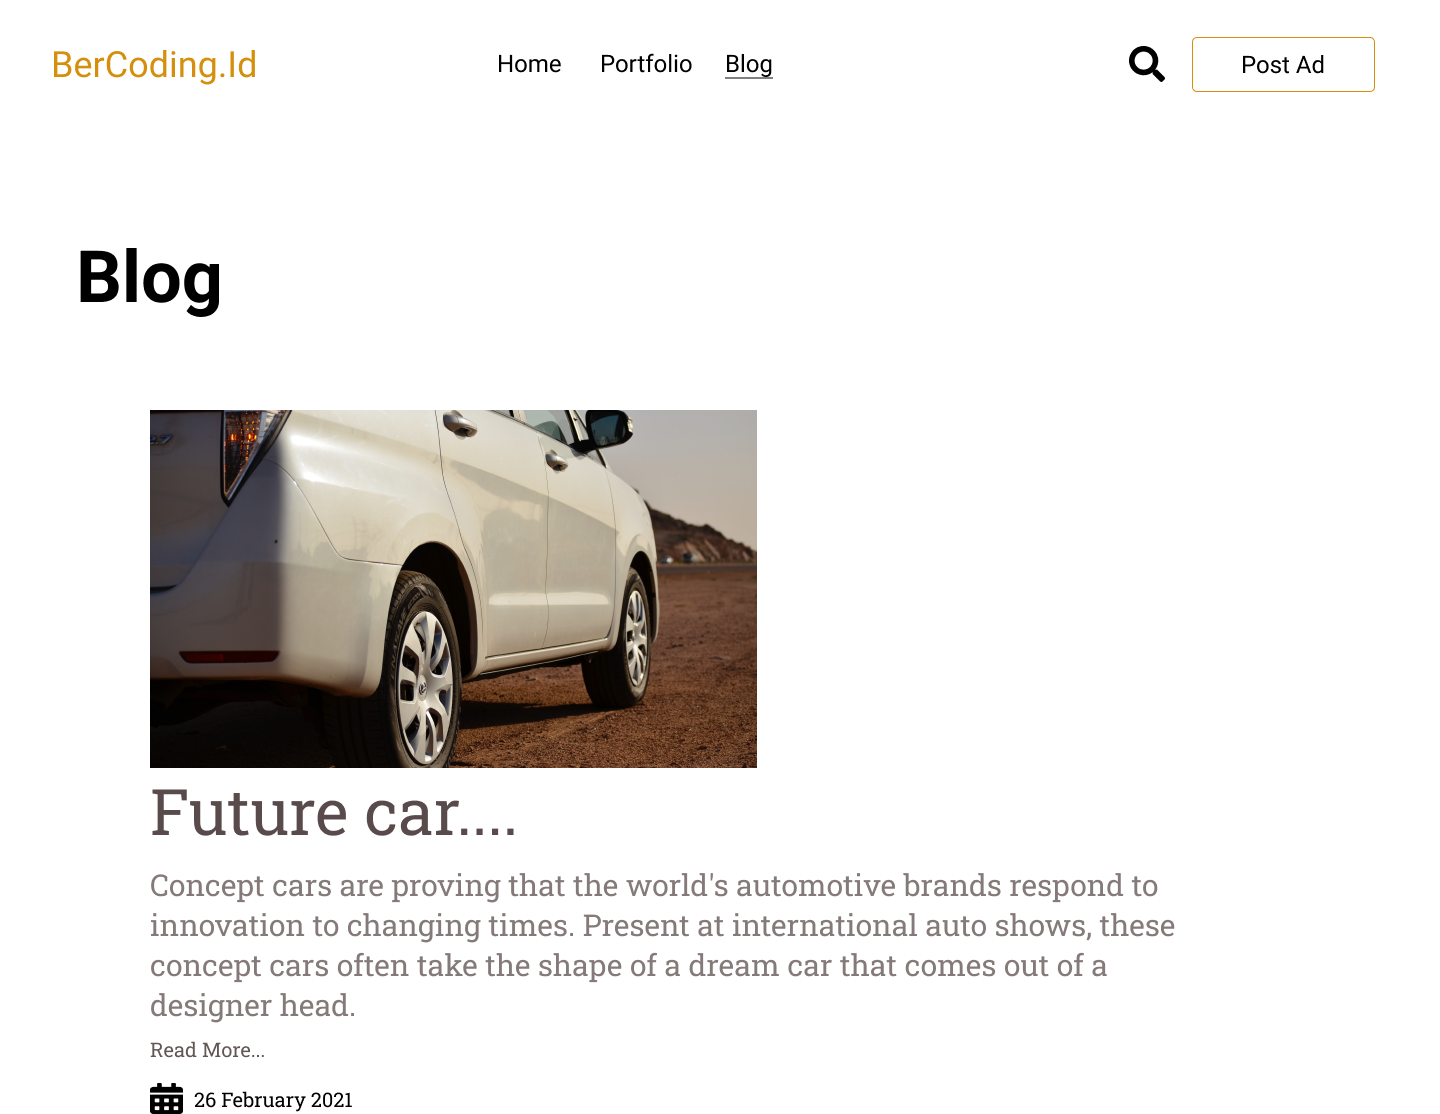 BerCoding.Id
Home Portfolio Blog
Post Ad
Blog
Future car....
Concept cars are proving that the world's automotive brands respond to
innovation to changing times. Present at international auto shows, these
concept cars often take the shape of a dream car that comes out of a
designer head.
Read More...
26 February 2021